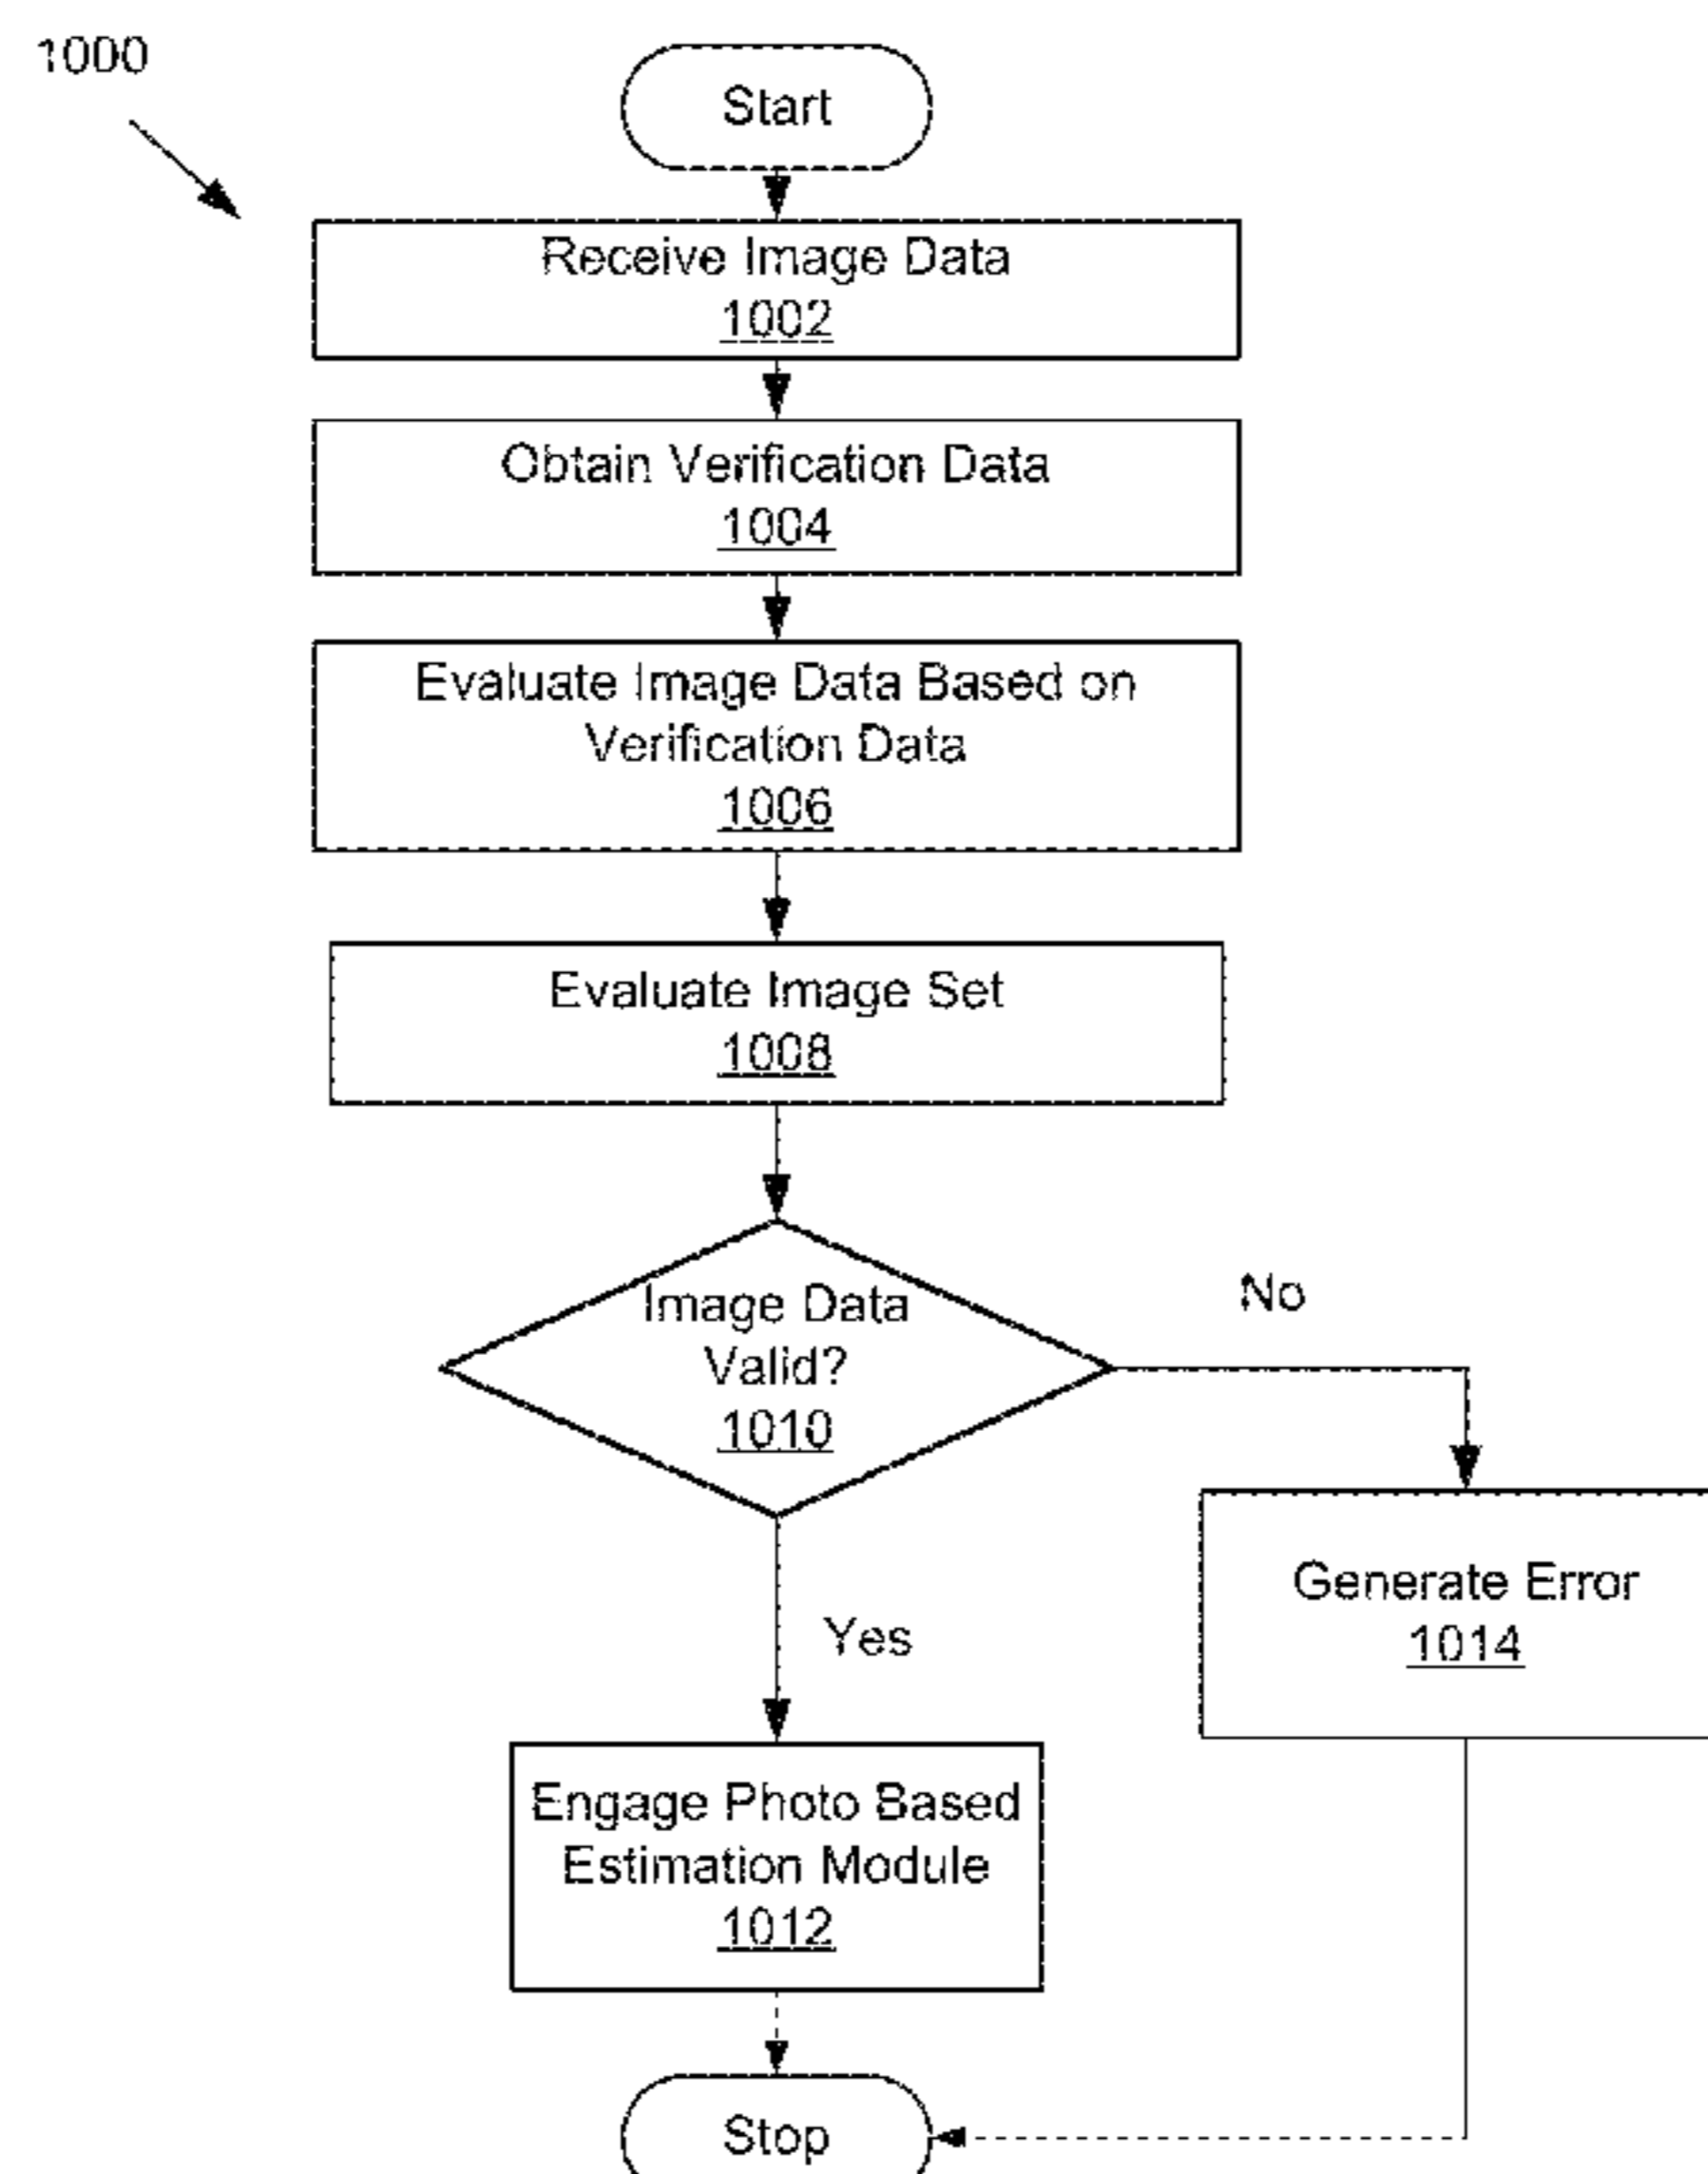 1000
Start
Receive Image Data
1002
Obtain Verification Data
1004
Evaluate Image Data Based on
Verification Data
1006
Evaluate Image Set
1008
Image Data
Valid?
1010
No
Yes
Generate Error
1014
Engage Photo Based
Estimation Module
1012
Stop